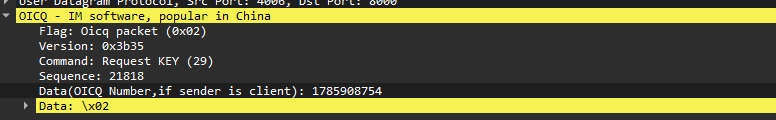 User Datagram Protocol, Src Port: 4006, Dst Port: 8000
OICQ - IM software, popular in China
Flag: Oicq packet (0x02)
Version: 0x3b35
Command: Request KEY (29)
Sequence: 21818
Data(OICQ Number,if sender is client): 1785908754
Data: \x02